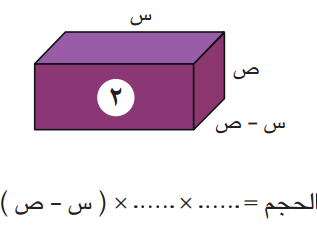 س
ص
٢
س – ص
الحجم = ...... × ...... × ( س – ص )